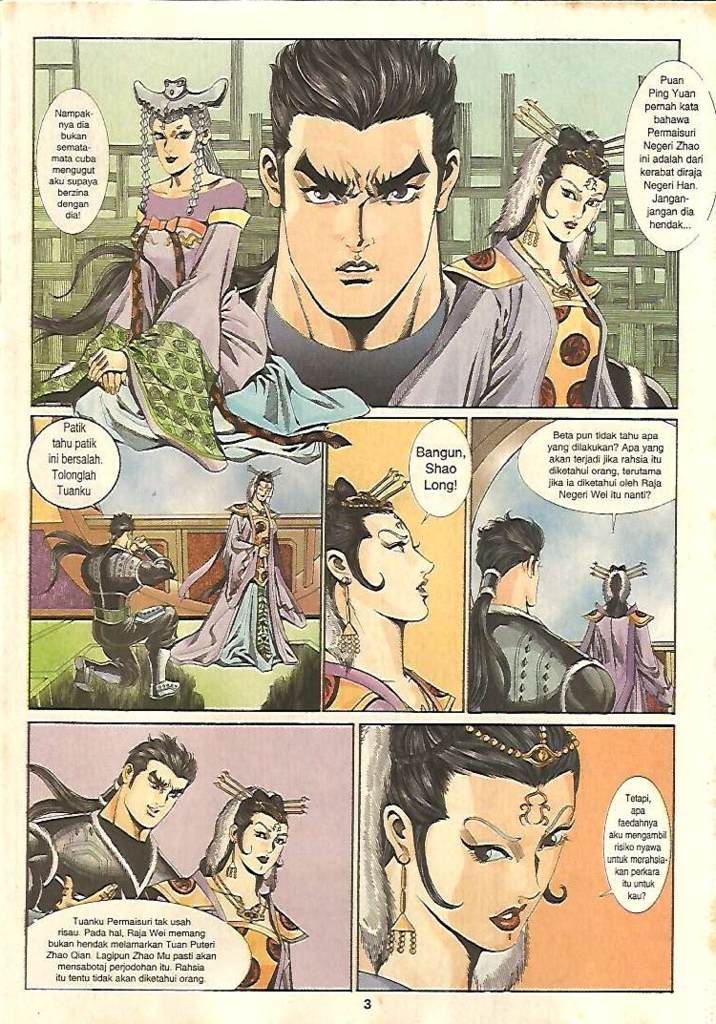 Nampak-
nya dia
bukan
semata-
mata cuba
mengugut
aku supaya
berzina
dengan
dia!
Puan
Ping Yuan
pernah kata
bahawa
Permaisuri
Negeri Zhao
ini adalah dari
kerabat diraja
Negeri Han.
Jangan-
jangan dia
hendak...
Patik
tahu patik
ini bersalah.
Tolonglah
Tuanku
Bangun,
Shao
Long!
Beta pun tidak tahu apa
yang dilakukan? Apa yang
akan terjadi jika rahsia itu
diketahui orang, terutama
jika ia diketahui oleh Raja
Negeri Wei itu nanti?
Tuanku Permaisuri tak usah
risau. Pada hal, Raja Wei memang
bukan hendak melamarkan Tuan Puteri
Zhao Qian. Lagipun Zhao Mu pasti akan
mensabotaj perjodohan itu. Rahsia
itu tentu tidak akan diketahui orang.
Tetapi,
apa
faedahnya
aku mengambil
risiko nyawa
untuk merahsia-
kan perkara
itu untuk
kau?
3